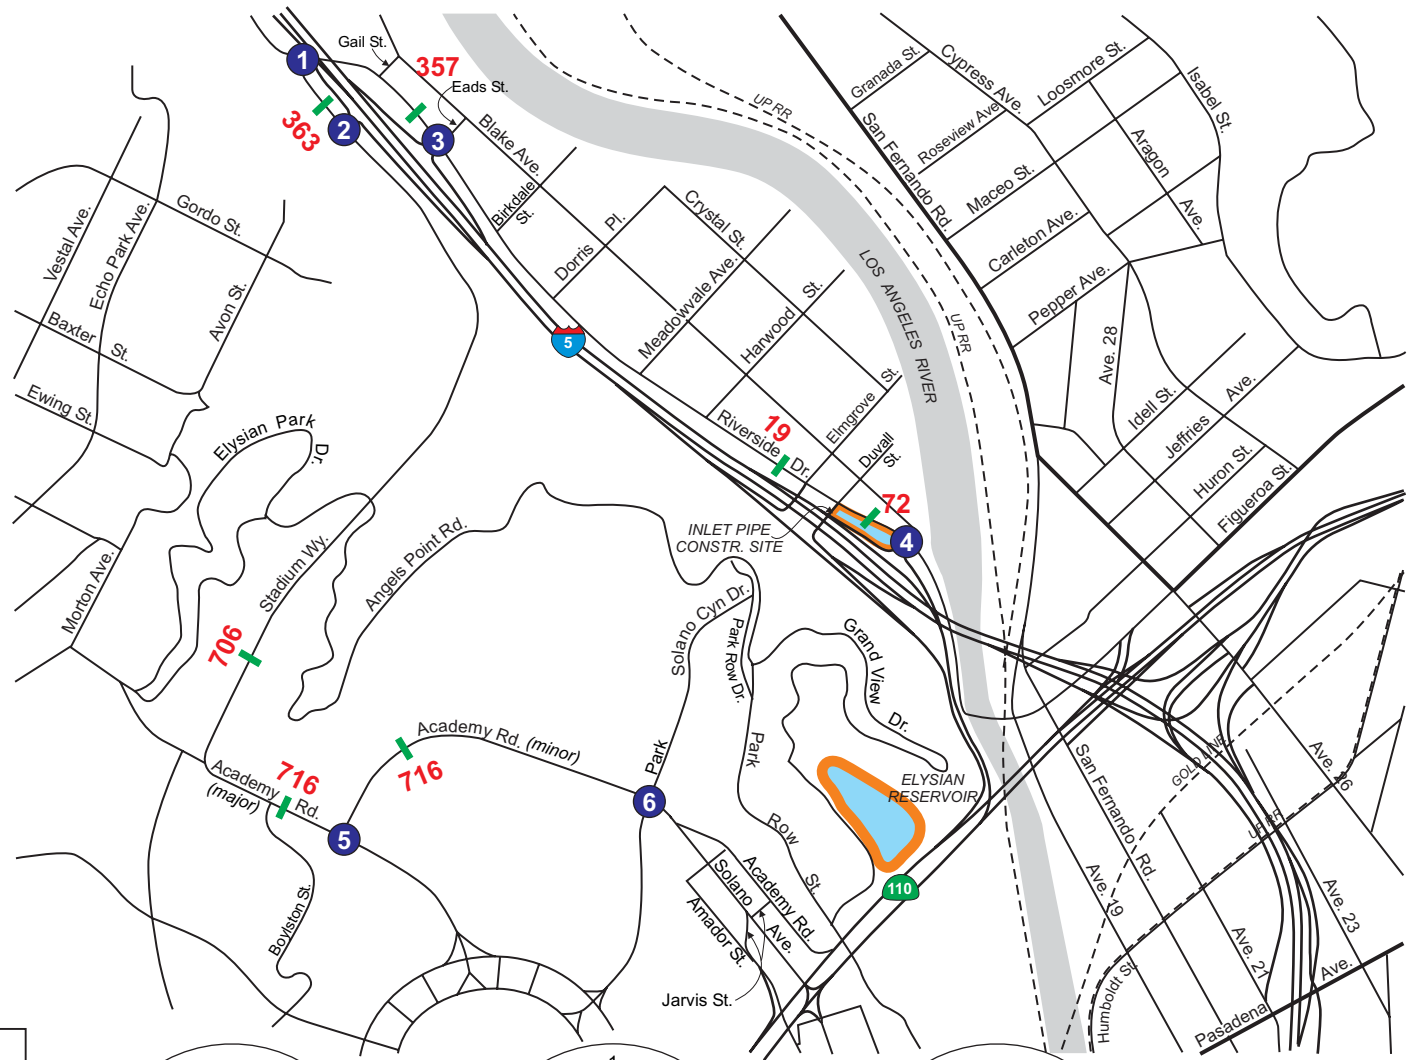 1
Gail St.
357
Eads St.
363
2
3
Blake Ave.
Birkdale
St.
UP RR
Granada St.
Cypress Ave.
Loosmore St.
Isabel St.
San Fernando Rd.
Roseview Ave.
Aragon
Ave.
Maceo St.
Carleton Ave.
Pepper Ave.
Vestal Ave.
Echo Park Ave.
Gordo St.
Avon St.
Dorris Pl.
Crystal St.
Meadowvale Ave.
Harwood St.
LOS ANGELES RIVER
UP RR
Ave. 28
Baxter St.
Ewing St.
5
Elysian Park
Dr.
Riverside Dr.
19
Elmgrove St.
Duvall
St.
Idell St.
Jeffries Ave.
Huron St.
Figueroa St.
72
4
INLET PIPE
CONSTR. SITE
Angels Point Rd.
Stadium Wy.
Morton Ave.
706
Solano Cyn Dr.
Park Row Dr.
Grand View
Dr.
Academy Rd. (minor)
716
716
Academy Rd.
(major)
5
6
Park
Park
Row
St.
ELYSIAN
RESERVOIR
110
San Fernando Rd.
GOLD LINE
Ave. 26
UP RR
Boylston St.
Solano
Ave.
Academy Rd.
Amador St.
Jarvis St.
Ave. 19
Ave. 21
Ave. 23
Humboldt St.
Pasadena Ave.